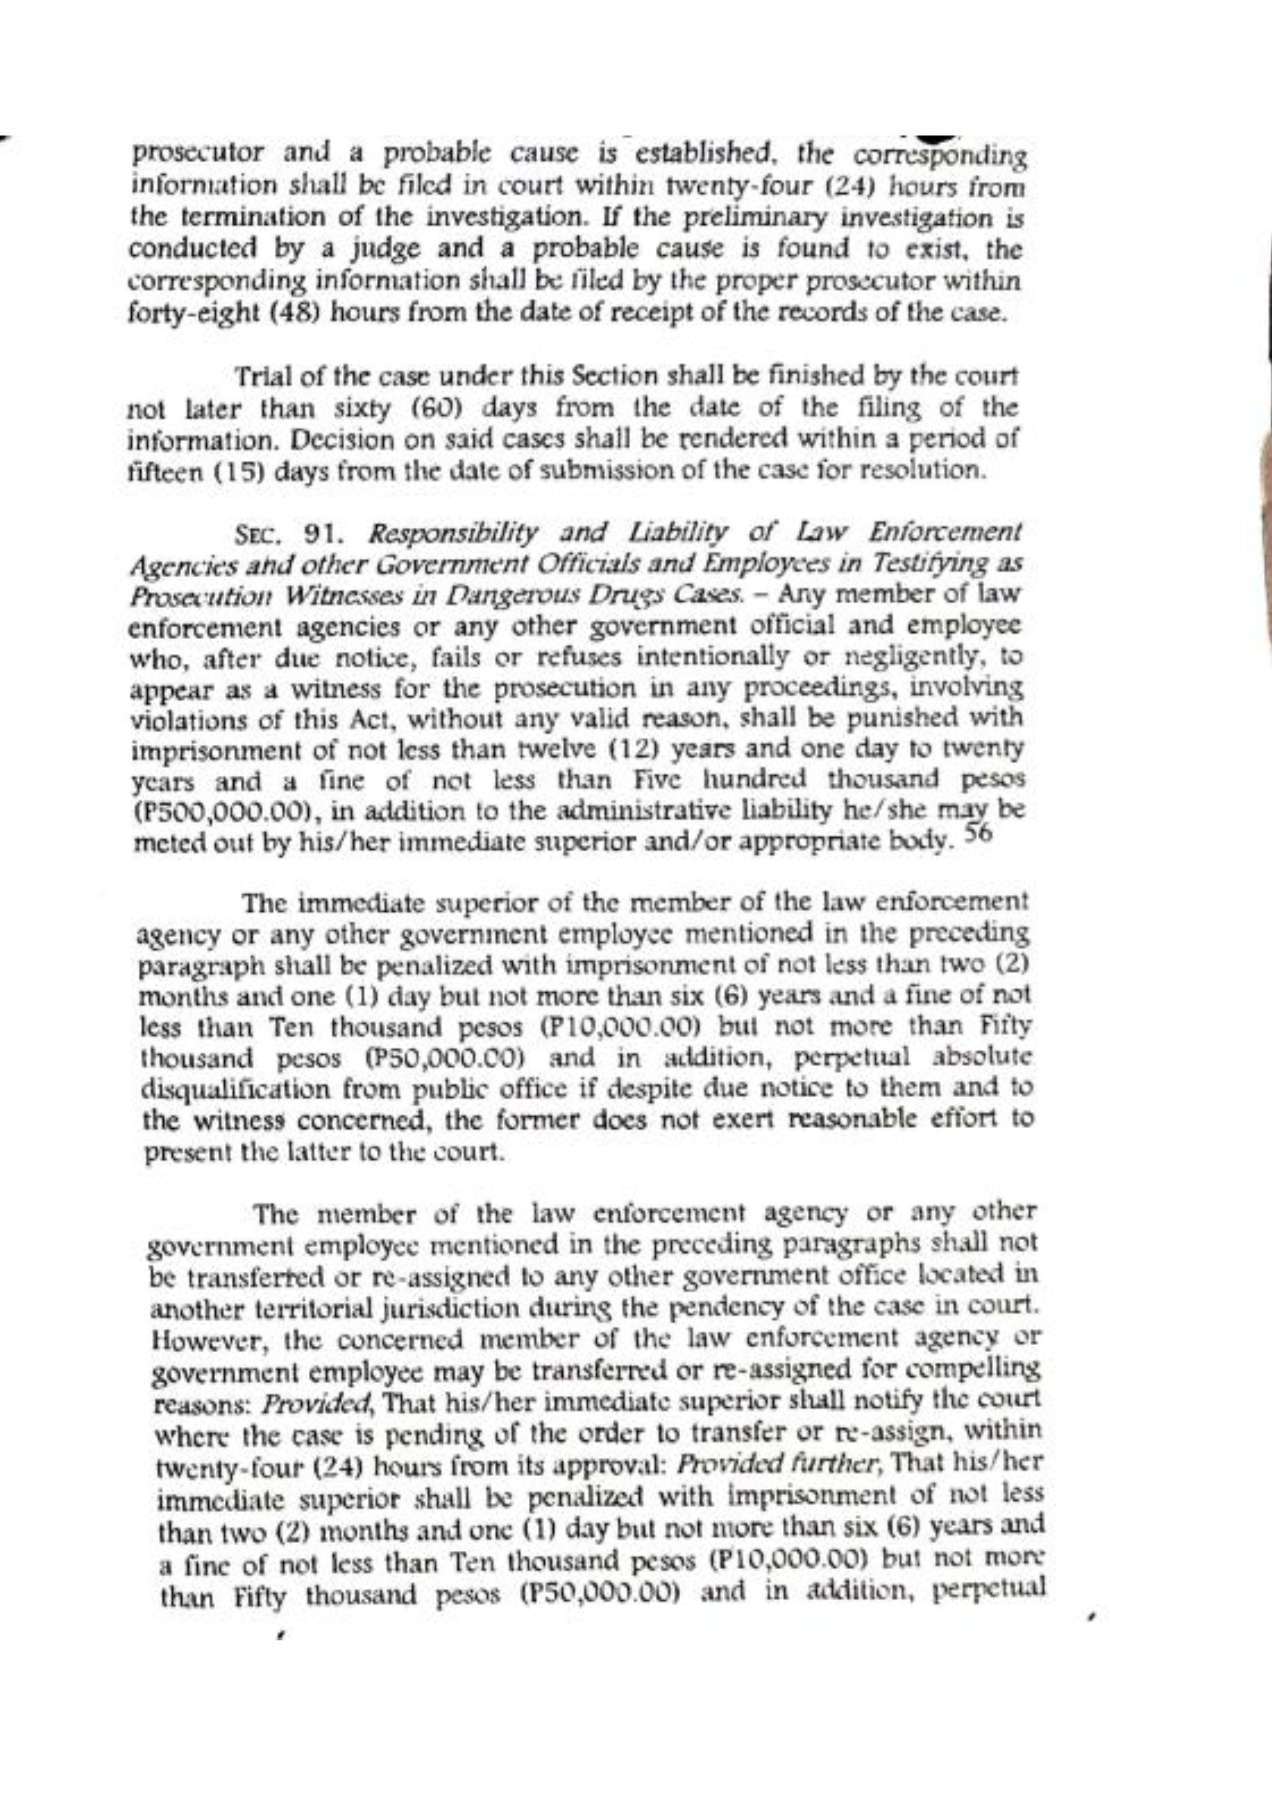 prosecutor and a probable cause is established, the corresponding
information shall be filed in court within twenty-four (24) hours from
the termination of the investigation. If the preliminary investigation is
conducted by a judge and a probable cause is found to exist, the
corresponding information shall be filed by the proper prosecutor within
forty-eight (48) hours from the date of receipt of the records of the case.
Trial of the case under this Section shall be finished by the court
not later than sixty (60) days from the date of the filing of the
information. Decision on said cases shall be rendered within a period of
fifteen (15) days from the date of submission of the case for resolution.
SEC. 91. Responsibility and Liability of Law Enforcement
Agencies and other Government Officials and Employees in Testifying as
Prosecution Witnesses in Dangerous Drugs Cases. – Any member of law
enforcement agencies or any other government official and employee
who, after due notice, fails or refuses intentionally or negligently, to
appear as a witness for the prosecution in any proceedings, involving
violations of this Act, without any valid reason, shall be punished with
imprisonment of not less than twelve (12) years and one day to twenty
years and a fine of not less than Five hundred thousand pesos
(P500,000.00), in addition to the administrative liability he/she may be
meted out by his/her immediate superior and/or appropriate body. 56
The immediate superior of the member of the law enforcement
agency or any other government employee mentioned in the preceding
paragraph shall be penalized with imprisonment of not less than two (2)
months and one (1) day but not more than six (6) years and a fine of not
less than Ten thousand pesos (P10,000.00) but not more than Fifty
thousand pesos (P50,000.00) and in addition, perpetual absolute
disqualification from public office if despite due notice to them and to
the witness concerned, the former does not exert reasonable effort to
present the latter to the court.
The member of the law enforcement agency or any other
government employee mentioned in the preceding paragraphs shall not
be transferred or re-assigned to any other government office located in
another territorial jurisdiction during the pendency of the case in court.
However, the concerned member of the law enforcement agency or
government employee may be transferred or re-assigned for compelling
reasons: Provided, That his/her immediate superior shall notify the court
where the case is pending of the order to transfer or re-assign, within
twenty-four (24) hours from its approval: Provided further, That his/her
immediate superior shall be penalized with imprisonment of not less
than two (2) months and one (1) day but not more than six (6) years and
a fine of not less than Ten thousand pesos (P10,000.00) but not more
than Fifty thousand pesos (P50,000.00) and in addition, perpetual